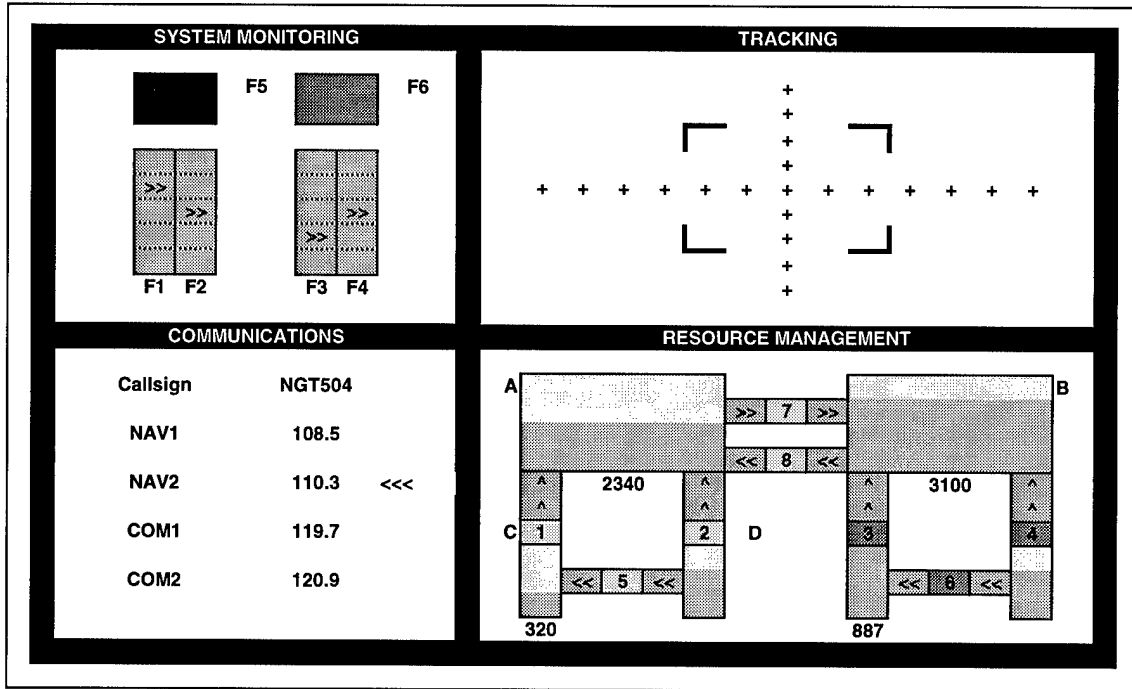 SYSTEM MONITORING
F5 F6
>>
>> >>
>>
F1 F2 F3 F4
TRACKING
+
+
+
+
+ + + + + + + + + + + + +
+
+
+
+
COMMUNICATIONS
Callsign NGT504
NAV1 108.5
NAV2 110.3 <<<
COM1 119.7
COM2 120.9
RESOURCE MANAGEMENT
A B
>> 7 >>
<< 8 <<
2340 3100
^ ^ ^ ^
^ ^ ^ ^
C 1 2 D 3 4
<< 5 << << 6 <<
320 887